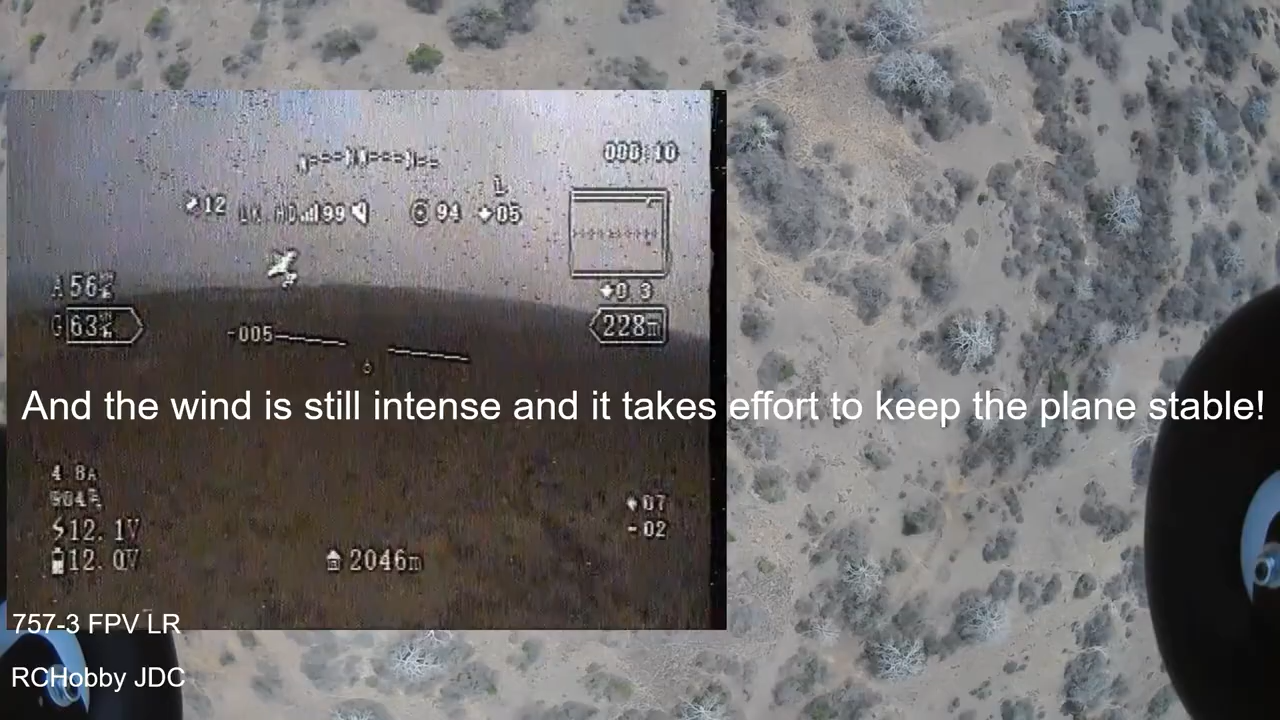 000:10
12 99 94 05
A 56
G 63
+0.3
228m
-005
And the wind is still intense and it takes effort to keep the plane stable!
4.8A
12.1V
12.0V
07
-02
2046m
757-3 FPV LR
RCHobby JDC